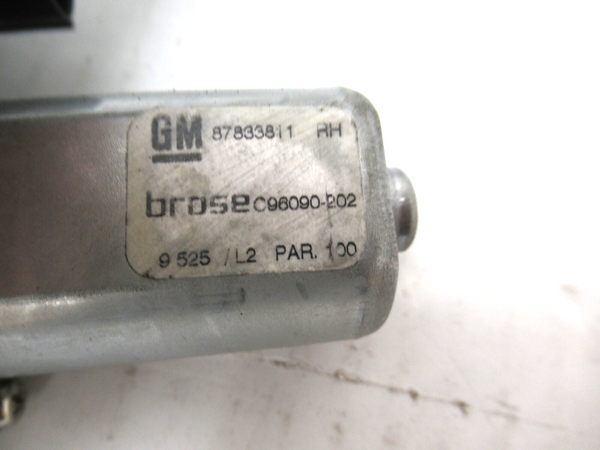 GM 87833811 RH
brose C96090-202
9 525 /L2 PAR. 100